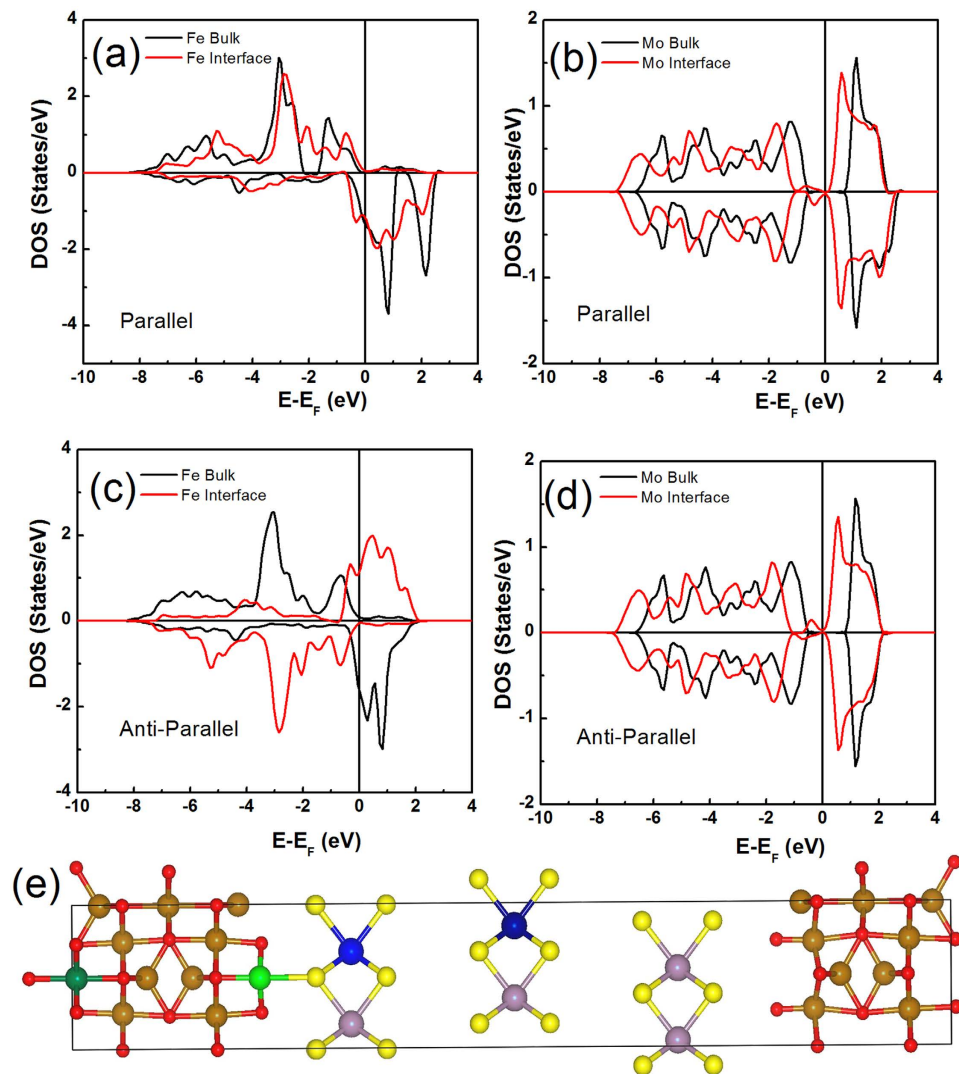 (a)
Fe Bulk
Fe Interface
4
2
0
-2
-4
DOS (States/eV)
Parallel
-10 -8 -6 -4 -2 0 2 4
E-E_F (eV)
(b)
Mo Bulk
Mo Interface
2
1
0
-1
-2
DOS (States/eV)
Parallel
-10 -8 -6 -4 -2 0 2 4
E-E_F (eV)
(c)
Fe Bulk
Fe Interface
4
2
0
-2
-4
DOS (States/eV)
Anti-Parallel
-10 -8 -6 -4 -2 0 2 4
E-E_F (eV)
(d)
Mo Bulk
Mo Interface
2
1
0
-1
-2
DOS (States/eV)
Anti-Parallel
-10 -8 -6 -4 -2 0 2 4
E-E_F (eV)
(e)